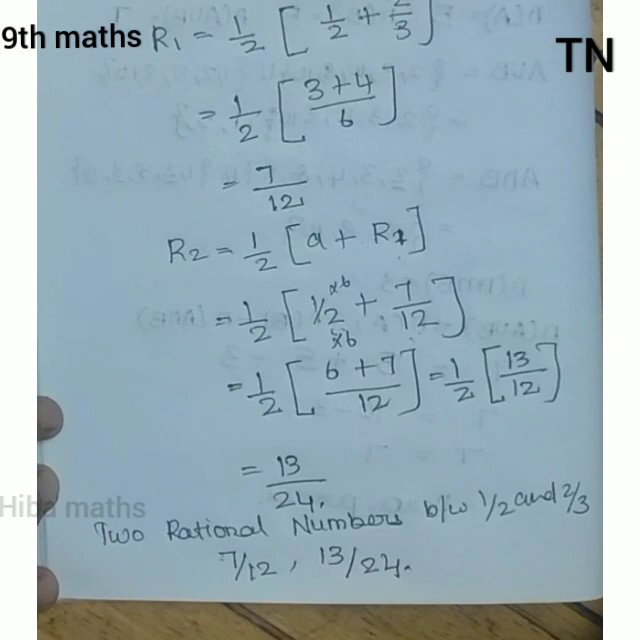 9th maths
TN
R₁ = 1/2 [ 1/2 + 2/3 ]
= 1/2 [ 3+4/6 ]
= 7/12
R₂ = 1/2 [ a + R₁ ]
= 1/2 [ 1/2 ×6 ×6 + 7/12 ]
= 1/2 [ 6+7/12 ] = 1/2 [ 13/12 ]
= 13/24.
Hiba maths
Two Rational Numbers b/w 1/2 and 2/3
7/12, 13/24.